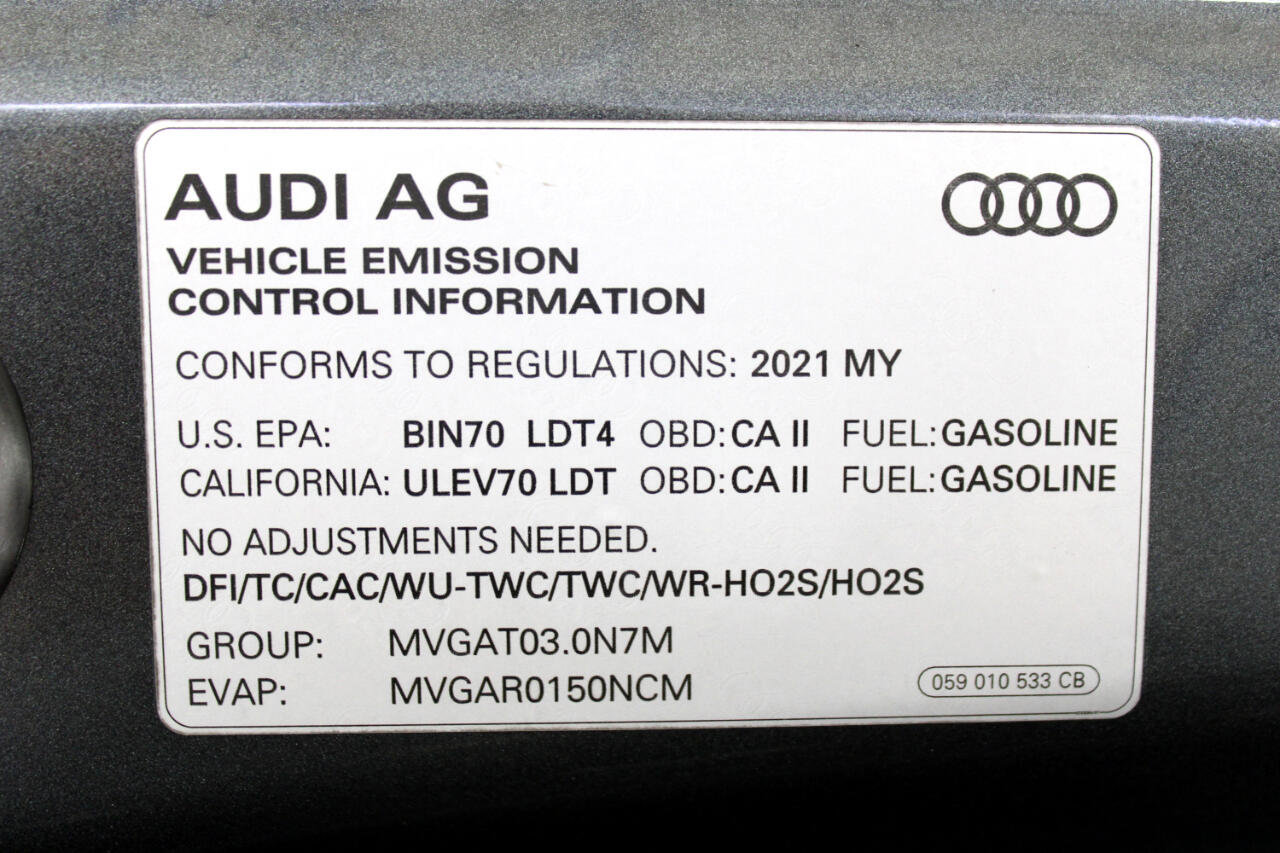 AUDI AG
VEHICLE EMISSION
CONTROL INFORMATION
CONFORMS TO REGULATIONS: 2021 MY
U.S. EPA: BIN70 LDT4 OBD: CA II FUEL: GASOLINE
CALIFORNIA: ULEV70 LDT OBD: CA II FUEL: GASOLINE
NO ADJUSTMENTS NEEDED.
DFI/TC/CAC/WU-TWC/TWC/WR-HO2S/HO2S
GROUP: MVGAT03.0N7M
EVAP: MVGAR0150NCM
059 010 533 CB